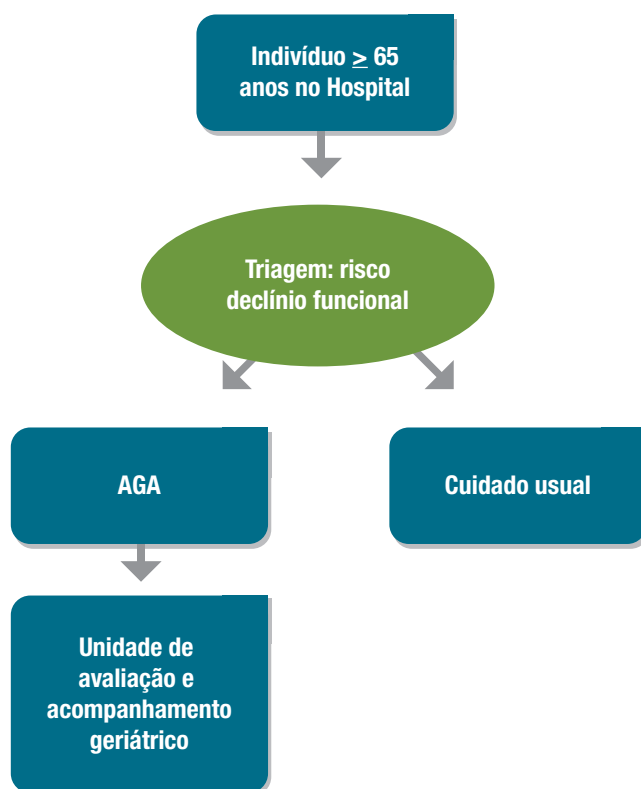 Indivíduo ≥ 65
anos no Hospital
Triagem: risco
declínio funcional
AGA
Cuidado usual
Unidade de
avaliação e
acompanhamento
geriátrico